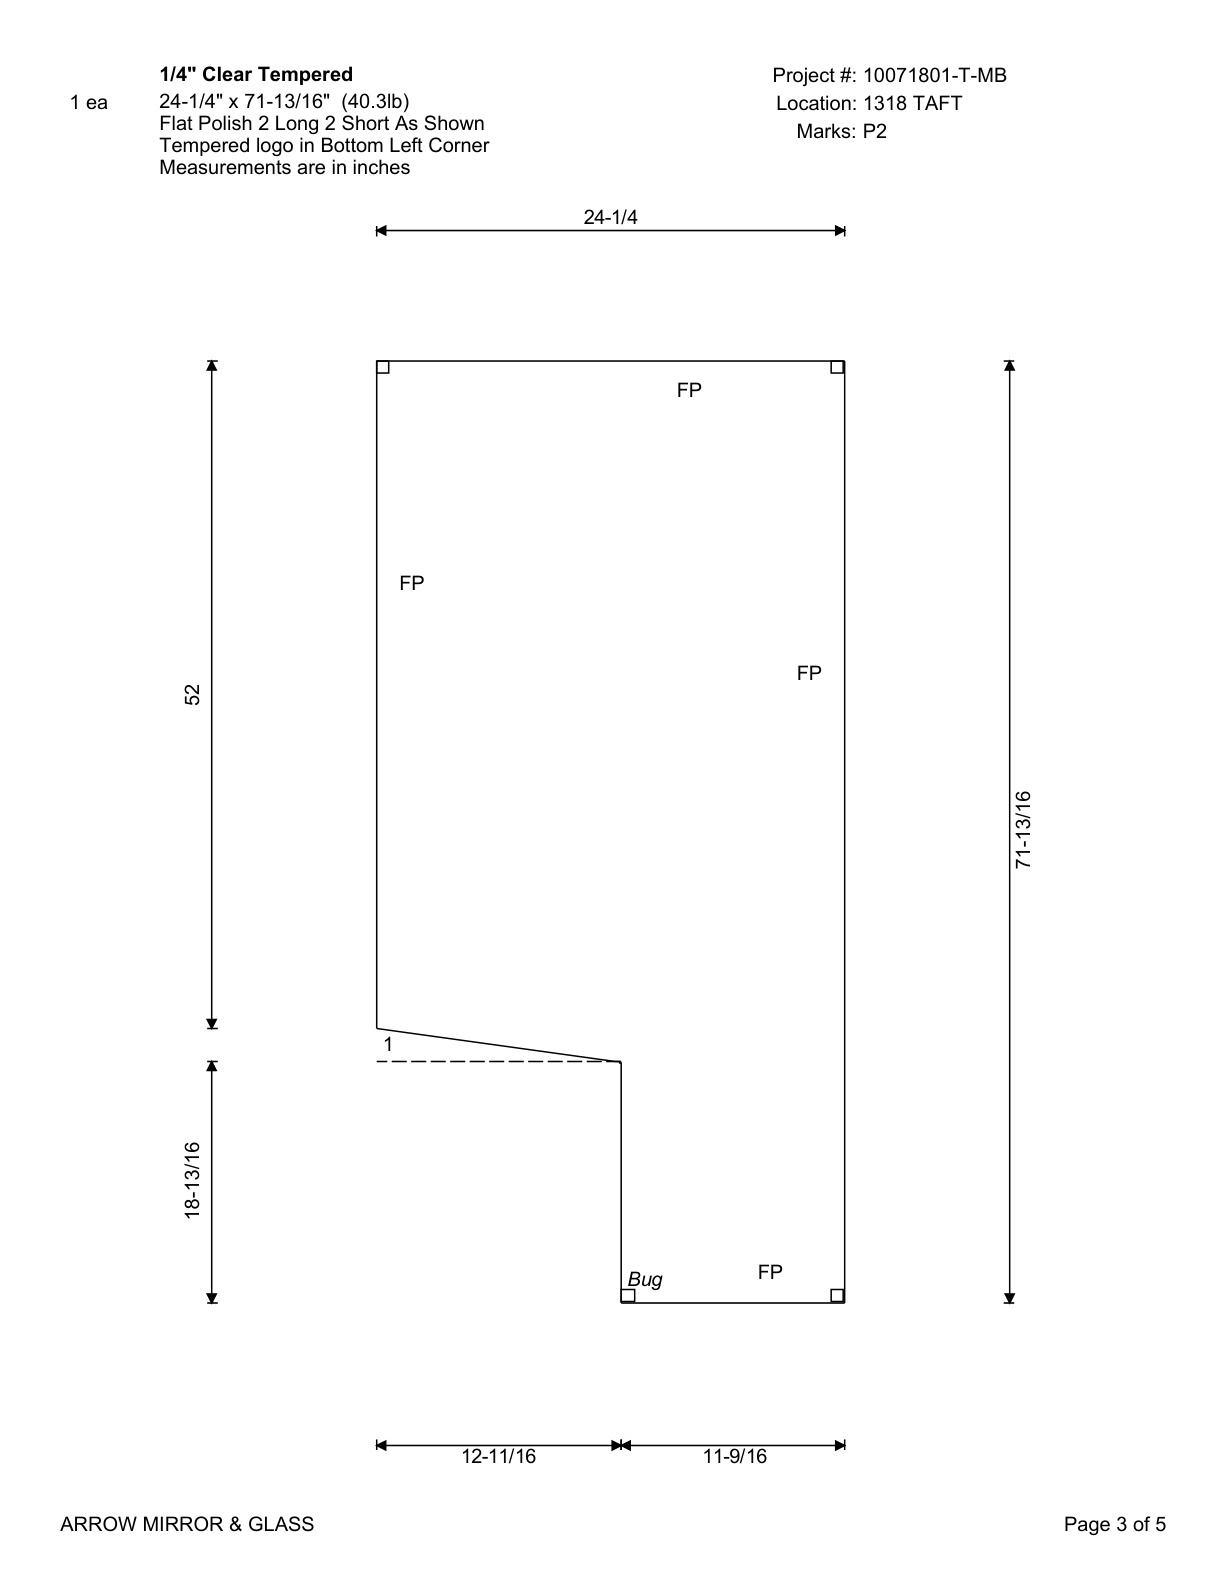 1/4" Clear Tempered
1 ea
24-1/4" x 71-13/16"  (40.3lb)
Flat Polish 2 Long 2 Short As Shown
Tempered logo in Bottom Left Corner
Measurements are in inches
Project #: 10071801-T-MB
Location: 1318 TAFT
Marks: P2
24-1/4
FP
FP
FP
52
71-13/16
1
18-13/16
Bug
FP
12-11/16
11-9/16
ARROW MIRROR & GLASS
Page 3 of 5